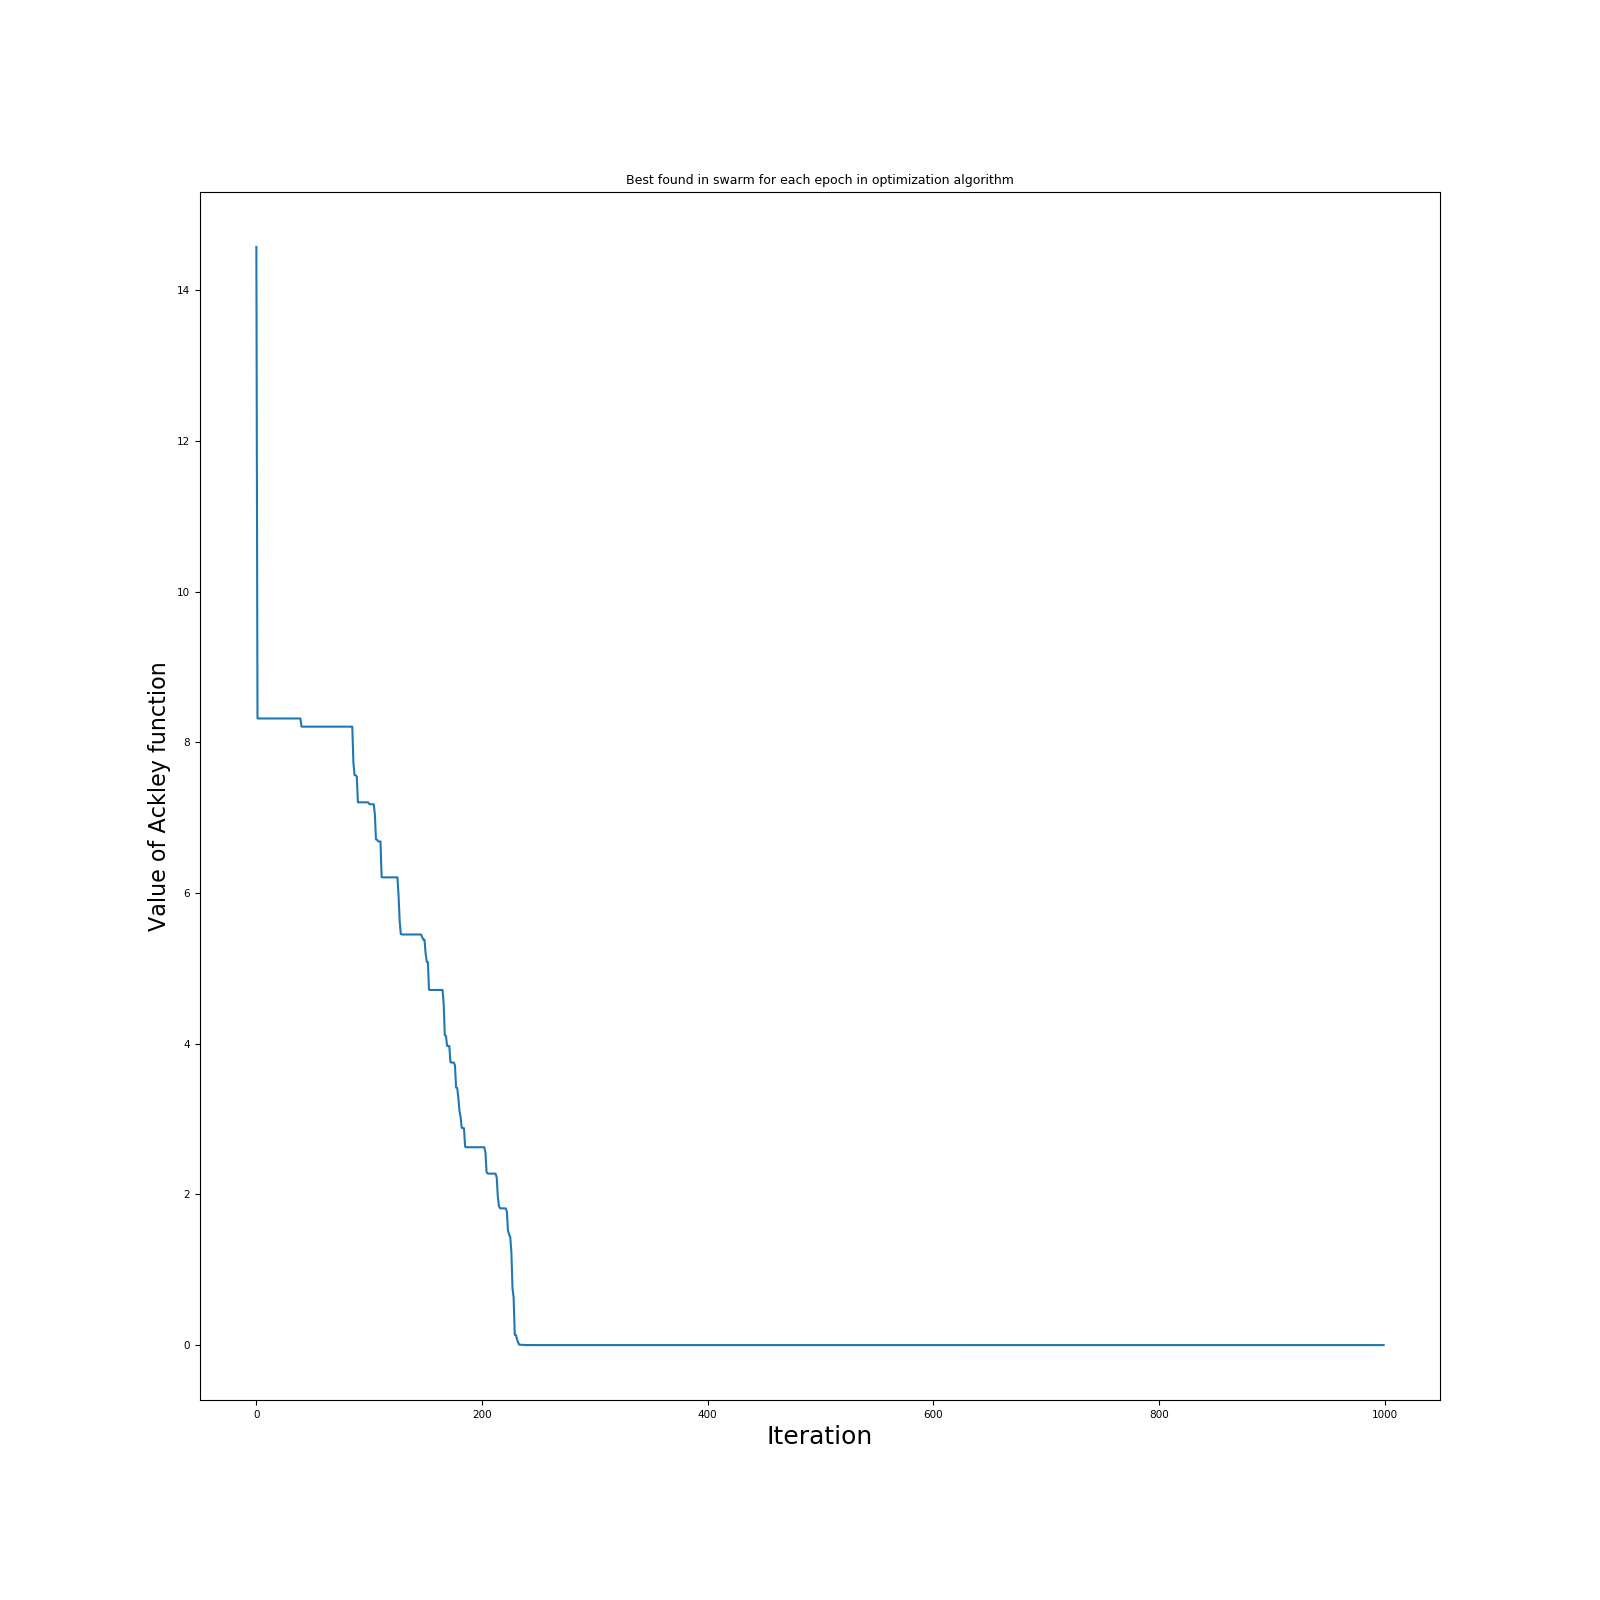 Best found in swarm for each epoch in optimization algorithm
Value of Ackley function
14
12
10
8
6
4
2
0
0 200 400 600 800 1000
Iteration